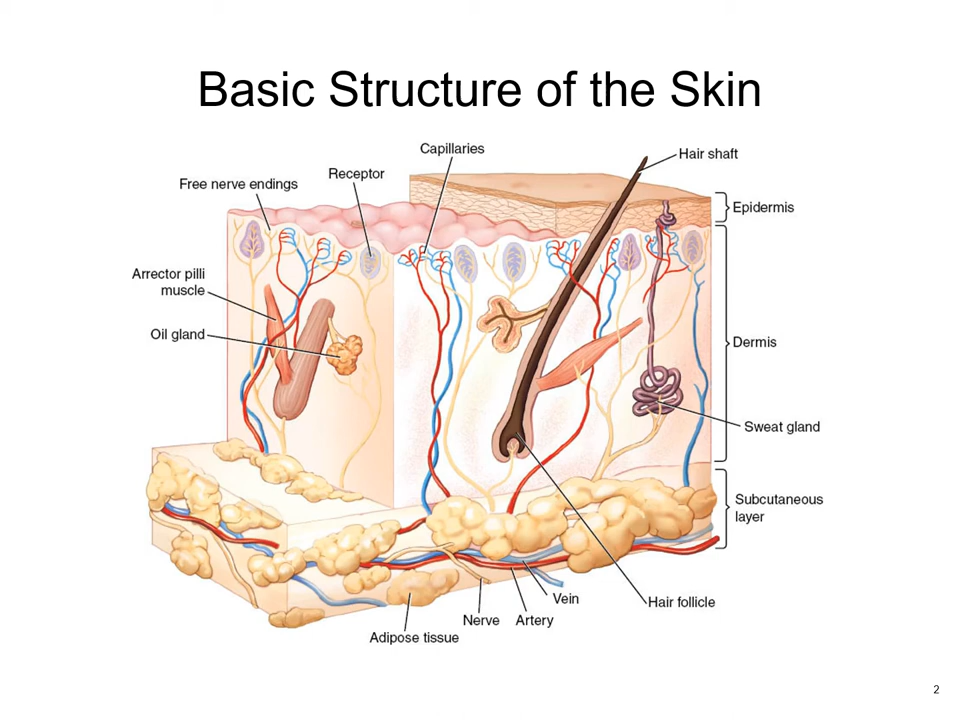 Basic Structure of the Skin
Capillaries
Hair shaft
Receptor
Free nerve endings
Epidermis
Arrector pilli
muscle
Oil gland
Dermis
Sweat gland
Subcutaneous
layer
Vein
Hair follicle
Nerve
Artery
Adipose tissue
2